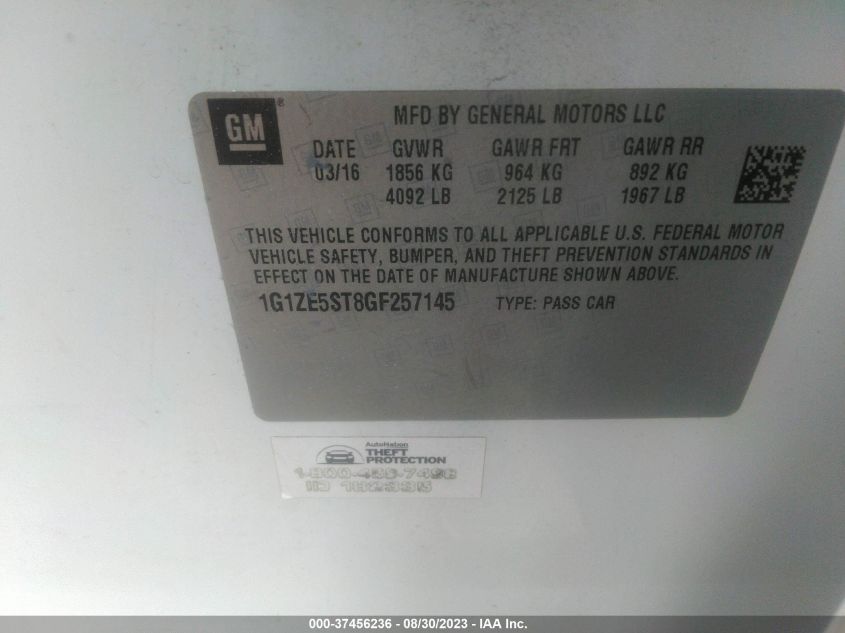 GM®
MFD BY GENERAL MOTORS LLC
DATE GVWR GAWR FRT GAWR RR
03/16 1856 KG 964 KG 892 KG
4092 LB 2125 LB 1967 LB
THIS VEHICLE CONFORMS TO ALL APPLICABLE U.S. FEDERAL MOTOR
VEHICLE SAFETY, BUMPER, AND THEFT PREVENTION STANDARDS IN
EFFECT ON THE DATE OF MANUFACTURE SHOWN ABOVE.
1G1ZE5ST8GF257145 TYPE: PASS CAR
AutoNation
THEFT
PROTECTION
ID
000-37456236 - 08/30/2023 - IAA Inc.